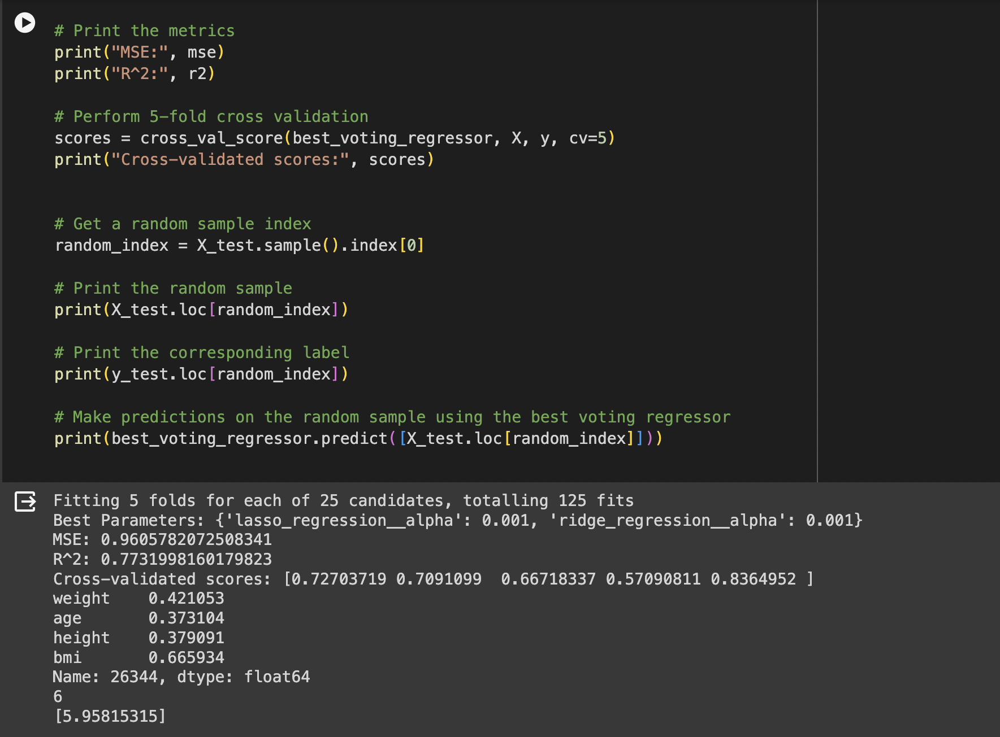 # Print the metrics
print("MSE:", mse)
print("R^2:", r2)
# Perform 5-fold cross validation
scores = cross_val_score(best_voting_regressor, X, y, cv=5)
print("Cross-validated scores:", scores)
# Get a random sample index
random_index = X_test.sample().index[0]
# Print the random sample
print(X_test.loc[random_index])
# Print the corresponding label
print(y_test.loc[random_index])
# Make predictions on the random sample using the best voting regressor
print(best_voting_regressor.predict([X_test.loc[random_index]]))
Fitting 5 folds for each of 25 candidates, totalling 125 fits
Best Parameters: {'lasso_regression__alpha': 0.001, 'ridge_regression__alpha': 0.001}
MSE: 0.9605782072508341
R^2: 0.7731998160179823
Cross-validated scores: [0.72703719 0.7091099  0.66718337 0.57090811 0.8364952 ]
weight    0.421053
age       0.373104
height    0.379091
bmi       0.665934
Name: 26344, dtype: float64
6
[5.95815315]